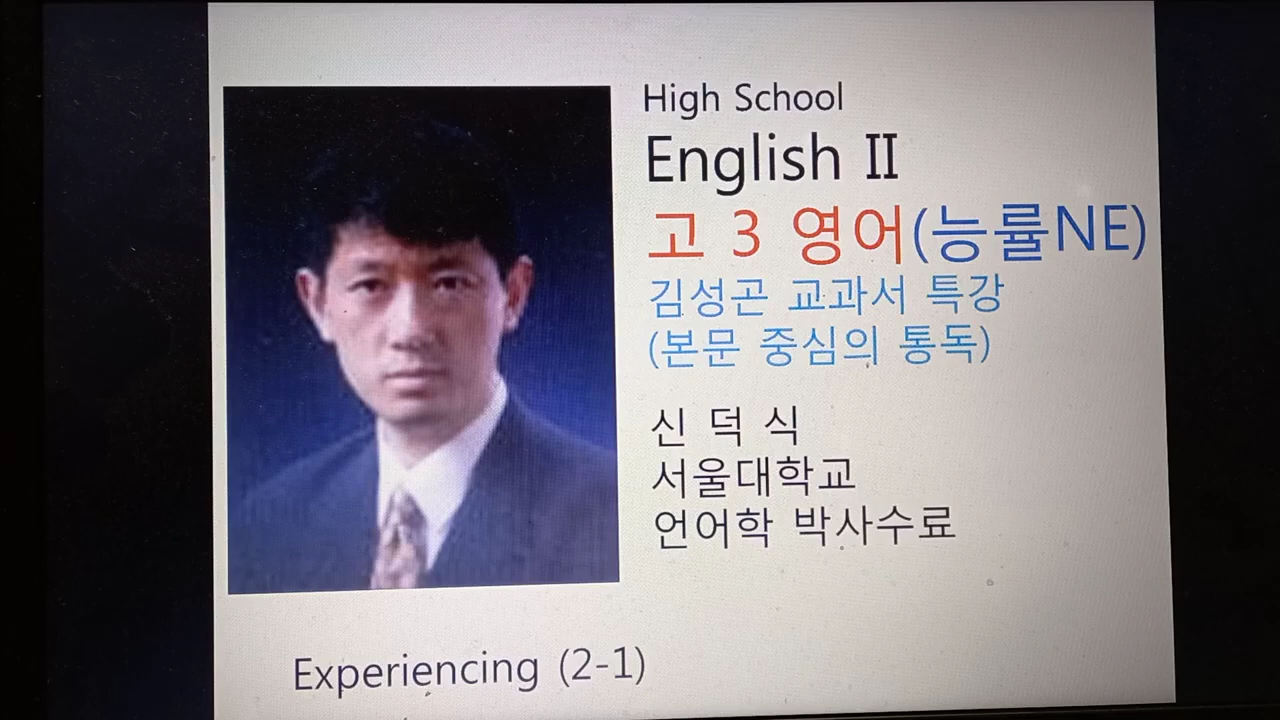 High School
English II
고 3 영어(능률NE)
김성곤 교과서 특강
(본문 중심의 통독)
신 덕 식
서울대학교
언어학 박사수료
Experiencing (2-1)